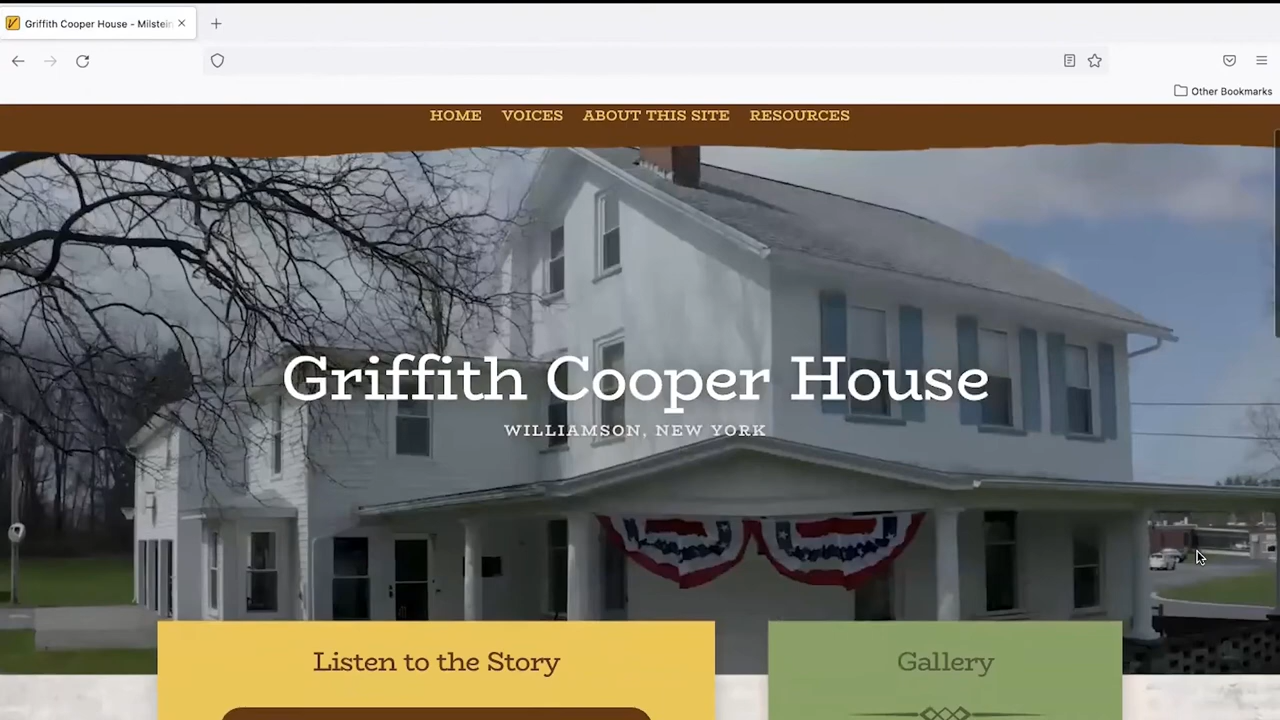 Griffith Cooper House - Milstein
Other Bookmarks
HOME VOICES ABOUT THIS SITE RESOURCES
Griffith Cooper House
WILLIAMSON, NEW YORK
Listen to the Story
Gallery